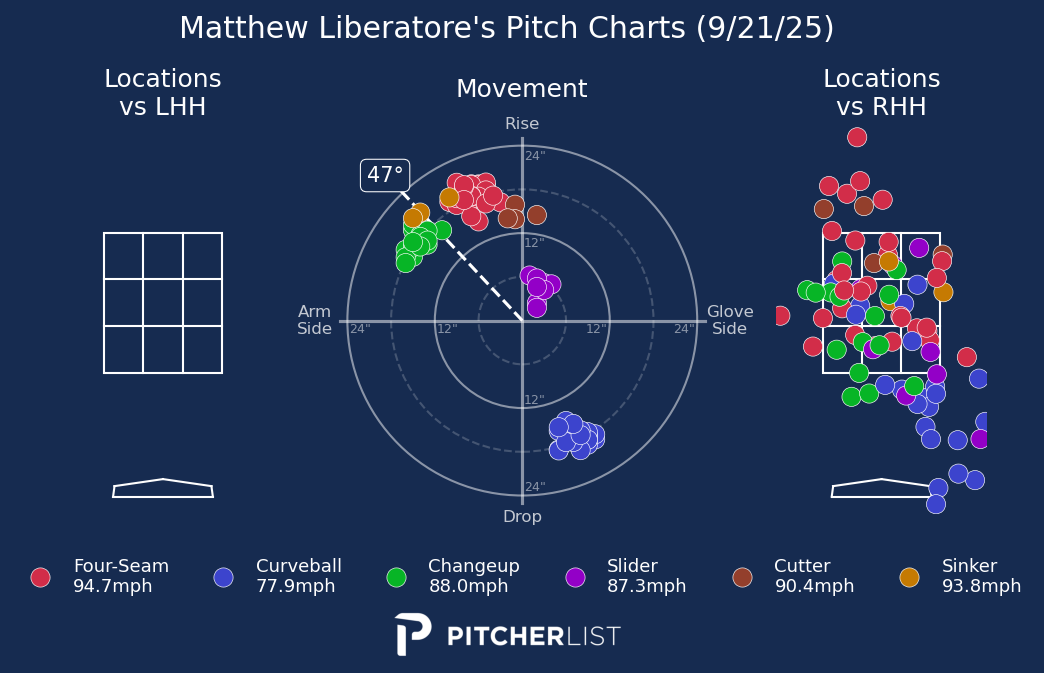 Matthew Liberatore's Pitch Charts (9/21/25)
Locations
vs LHH
Movement
Locations
vs RHH
Rise
24"
47°
12"
Arm
Side
24"
12"
12"
24"
Glove
Side
12"
24"
Drop
Four-Seam
94.7mph
Curveball
77.9mph
Changeup
88.0mph
Slider
87.3mph
Cutter
90.4mph
Sinker
93.8mph
PITCHERLIST